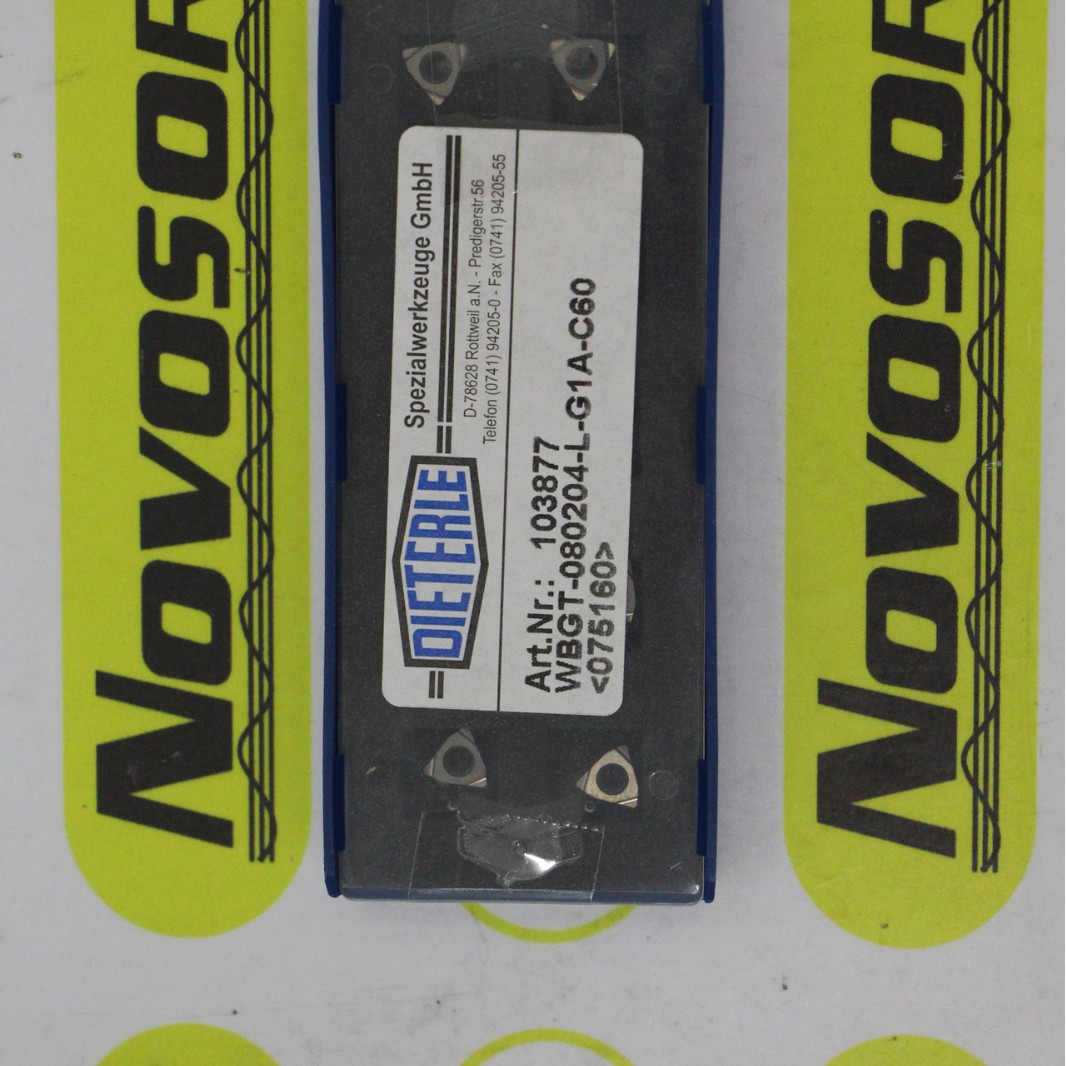 NOVOSOR
DIETERLE
Spezialwerkzeuge GmbH
D-78628 Rottweil a.N. - Predigerstr.56
Telefon (0741) 94205-0 - Fax (0741) 94205-55
Art.Nr.: 103877
WBGT-080204-L-G1A-C60
<075160>
NOVOSOR